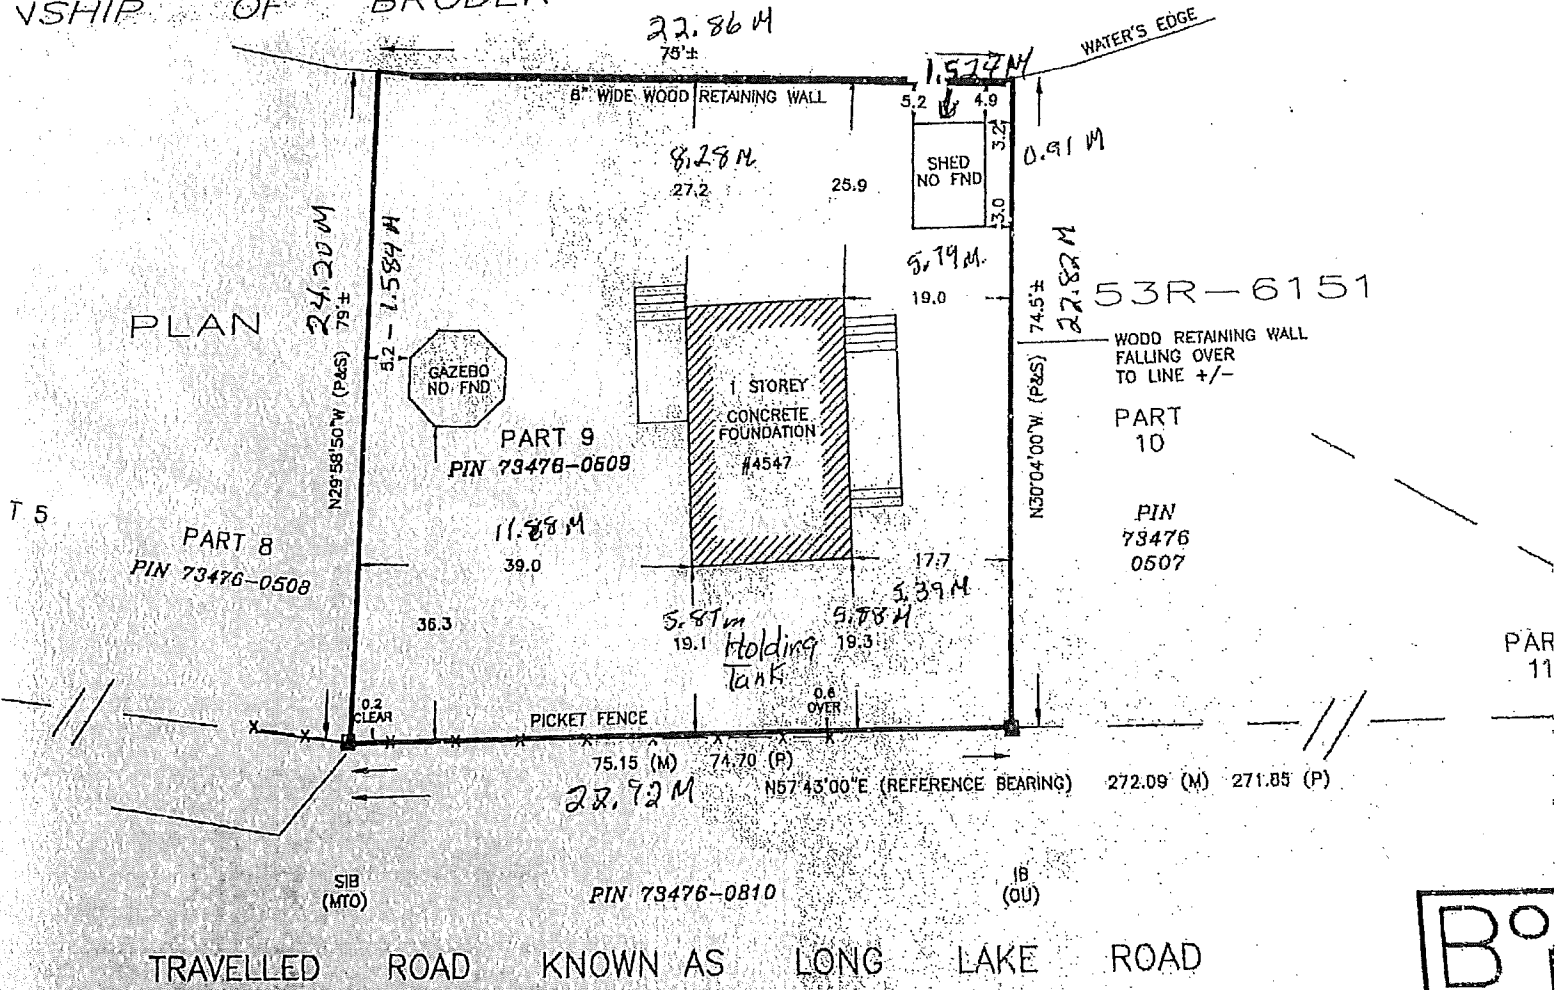 OF BRODER
22.86 M
75'±
WATER'S EDGE
1.524 M
8" WIDE WOOD RETAINING WALL
5.2
4.9
3.2
0.91 M
SHED
NO FND
3.0
8.28 M
27.2
25.9
5.79 M.
19.0
24.20 M
79'±
N29°58'50"W (P&S)
5.2 - 1.584 M
PLAN
53R-6151
74.5'±
22.82 M
N30°04'00"W (P&S)
WOOD RETAINING WALL
FALLING OVER
TO LINE +/-
GAZEBO
NO FND
1 STOREY
CONCRETE
FOUNDATION
#4547
PART 9
PIN 73476-0509
PART
10
PIN
73476
0507
T 5
PART 8
PIN 73476-0508
11.88 M
39.0
17.7
5.39 M
36.3
5.87m
19.1
5.88 M
19.3
Holding
Tank
PAR
11
0.2
CLEAR
PICKET FENCE
0.6
OVER
75.15 (M) 74.70 (P)
22.92 M
N57°43'00"E (REFERENCE BEARING) 272.09 (M) 271.85 (P)
SIB
(MTO)
PIN 73476-0810
IB
(OU)
TRAVELLED ROAD KNOWN AS LONG LAKE ROAD